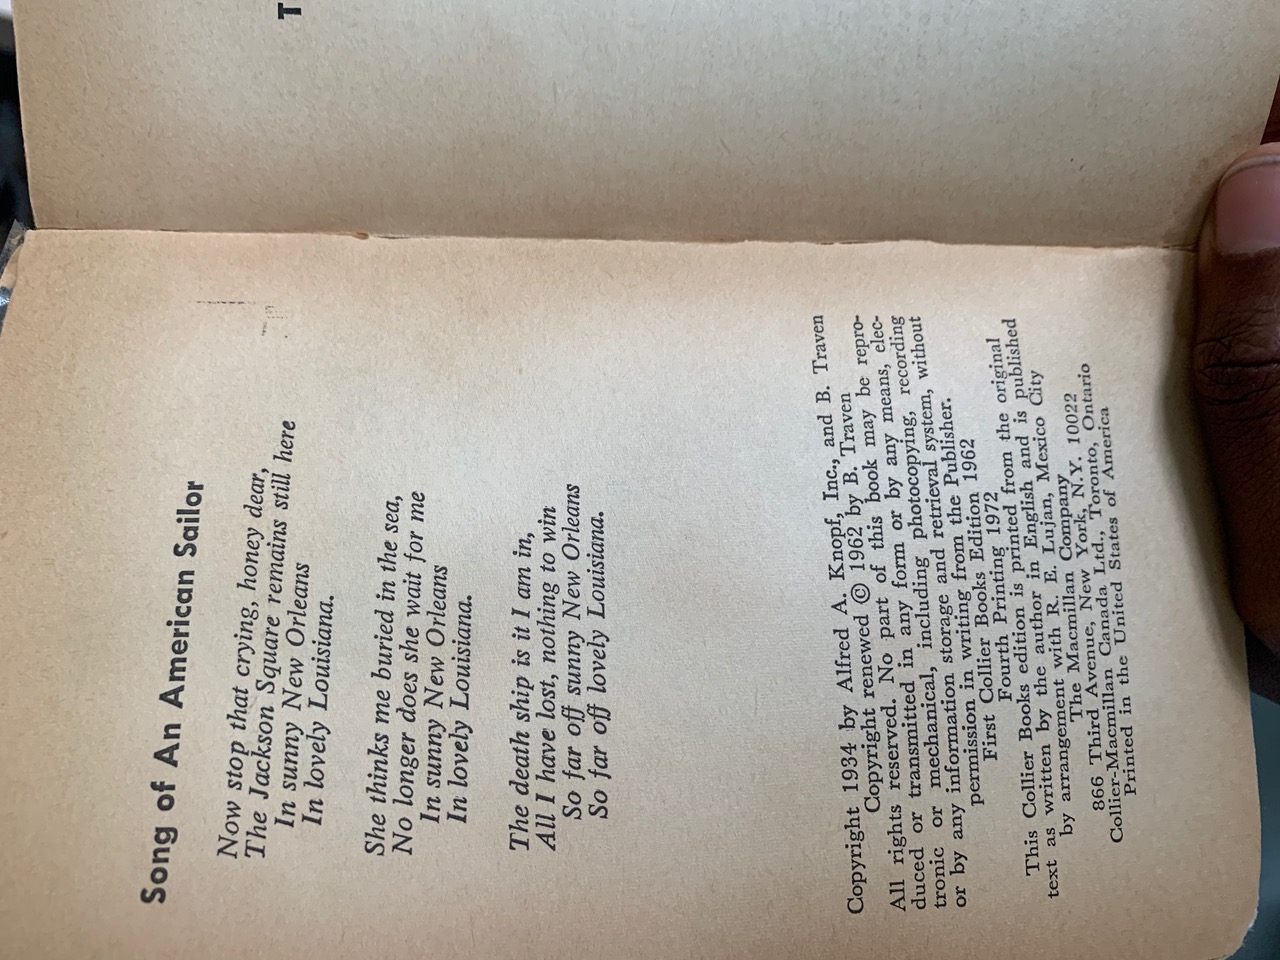 Song of An American Sailor
Now stop that crying, honey dear,
The Jackson Square remains still here
In sunny New Orleans
In lovely Louisiana.
She thinks me buried in the sea,
No longer does she wait for me
In sunny New Orleans
In lovely Louisiana.
The death ship is it I am in,
All I have lost, nothing to win
So far off sunny New Orleans
So far off lovely Louisiana.
Copyright 1934 by Alfred A. Knopf, Inc., and B. Traven
Copyright renewed © 1962 by B. Traven
All rights reserved. No part of this book may be repro-
duced or transmitted in any form or by any means, elec-
tronic or mechanical, including photocopying, recording
or by any information storage and retrieval system, without
permission in writing from the Publisher.
First Collier Books Edition 1962
Fourth Printing 1972
This Collier Books edition is printed from the original
text as written by the author in English and is published
by arrangement with R. E. Lujan, Mexico City
The Macmillan Company
866 Third Avenue, New York, N.Y. 10022
Collier-Macmillan Canada Ltd., Toronto, Ontario
Printed in the United States of America
T